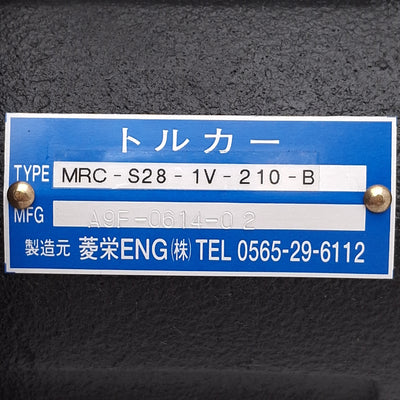 トルカー
TYPE MRC-S28-1V-210-B
MFG A9F-0614-02
製造元 菱栄ENG(株) TEL 0565-29-6112